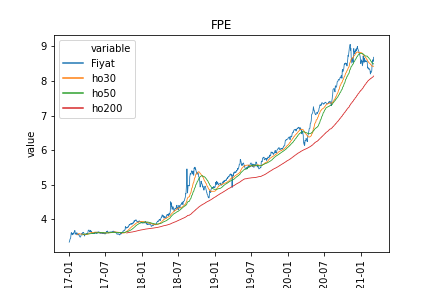 FPE
variable
Fiyat
ho30
ho50
ho200
value
9
8
7
6
5
4
17-01
17-07
18-01
18-07
19-01
19-07
20-01
20-07
21-01